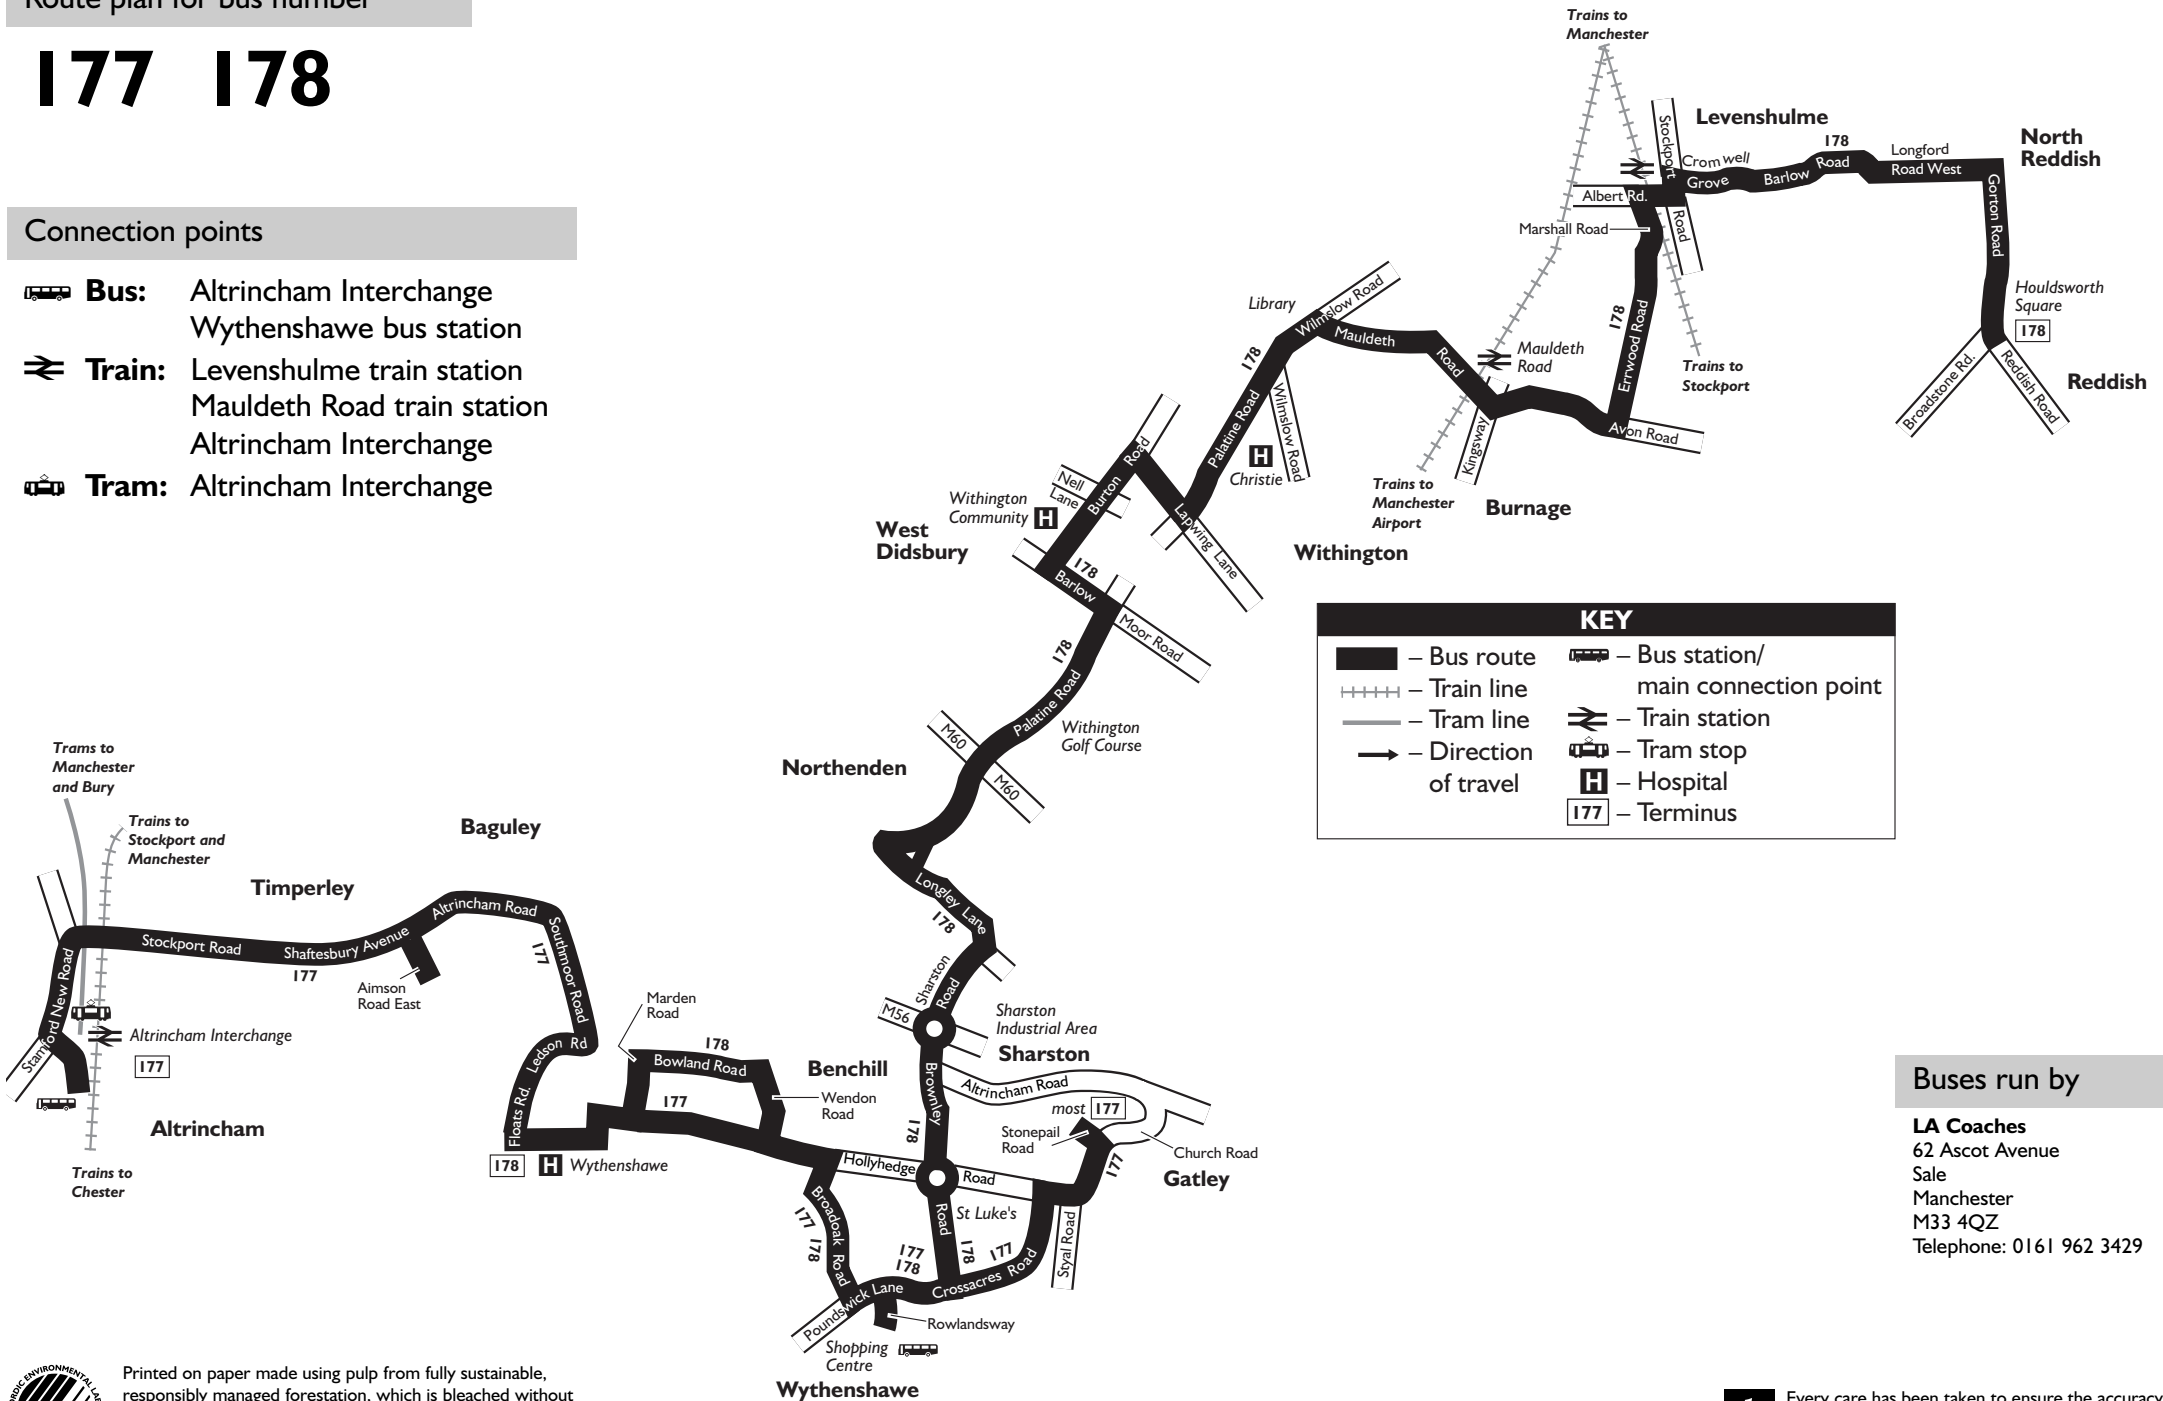 Route plan for bus number
177 178
Connection points
Bus: Altrincham Interchange
Wythenshawe bus station
Train: Levenshulme train station
Mauldeth Road train station
Altrincham Interchange
Tram: Altrincham Interchange
Trains to
Manchester
Levenshulme
North
Reddish
Stockport
Road
Cromwell
Grove
Barlow
Road
178
Longford
Road West
Albert Rd.
Marshall Road
Gorton Road
Houldsworth
Square
178
Broadstone Rd.
Reddish Road
Reddish
Errwood Road
178
Trains to
Stockport
Avon Road
Library
Wilmslow Road
Mauldeth
Road
Mauldeth
Road
Kingsway
Trains to
Manchester
Airport
Burnage
178
Palatine Road
Wilmslow Road
H
Christie
Withington
Nell
Lane
Burton
Road
Lapwing Lane
Withington
Community H
West
Didsbury
178
Barlow
Moor Road
178
Palatine Road
Withington
Golf Course
M60
M60
Northenden
Longley Lane
178
Sharston
Road
M56
Sharston
Industrial Area
Sharston
Altrincham Road
most 177
Stonepail
Road
Church Road
177
Gatley
Brownley
178
Hollyhedge
Road
Road
St Luke's
178
Styal Road
177
Crossacres Road
177
178
Broadoak Road
177
178
Poundswick Lane
Rowlandsway
Shopping
Centre
Wythenshawe
KEY
– Bus route
– Train line
– Tram line
– Direction
of travel
– Bus station/
main connection point
– Train station
– Tram stop
H – Hospital
177 – Terminus
Trams to
Manchester
and Bury
Trains to
Stockport and
Manchester
Timperley
Baguley
Stockport Road
Shaftesbury Avenue
177
Altrincham Road
Southmoor Road
177
Aimson
Road East
Stamford New Road
Altrincham Interchange
177
Altrincham
Trains to
Chester
Ledson Rd
Floats Rd.
178 H Wythenshawe
Marden
Road
178
Bowland Road
177
Benchill
Wendon
Road
Buses run by
LA Coaches
62 Ascot Avenue
Sale
Manchester
M33 4QZ
Telephone: 0161 962 3429
Printed on paper made using pulp from fully sustainable,
responsibly managed forestation, which is bleached without
Every care has been taken to ensure the accuracy